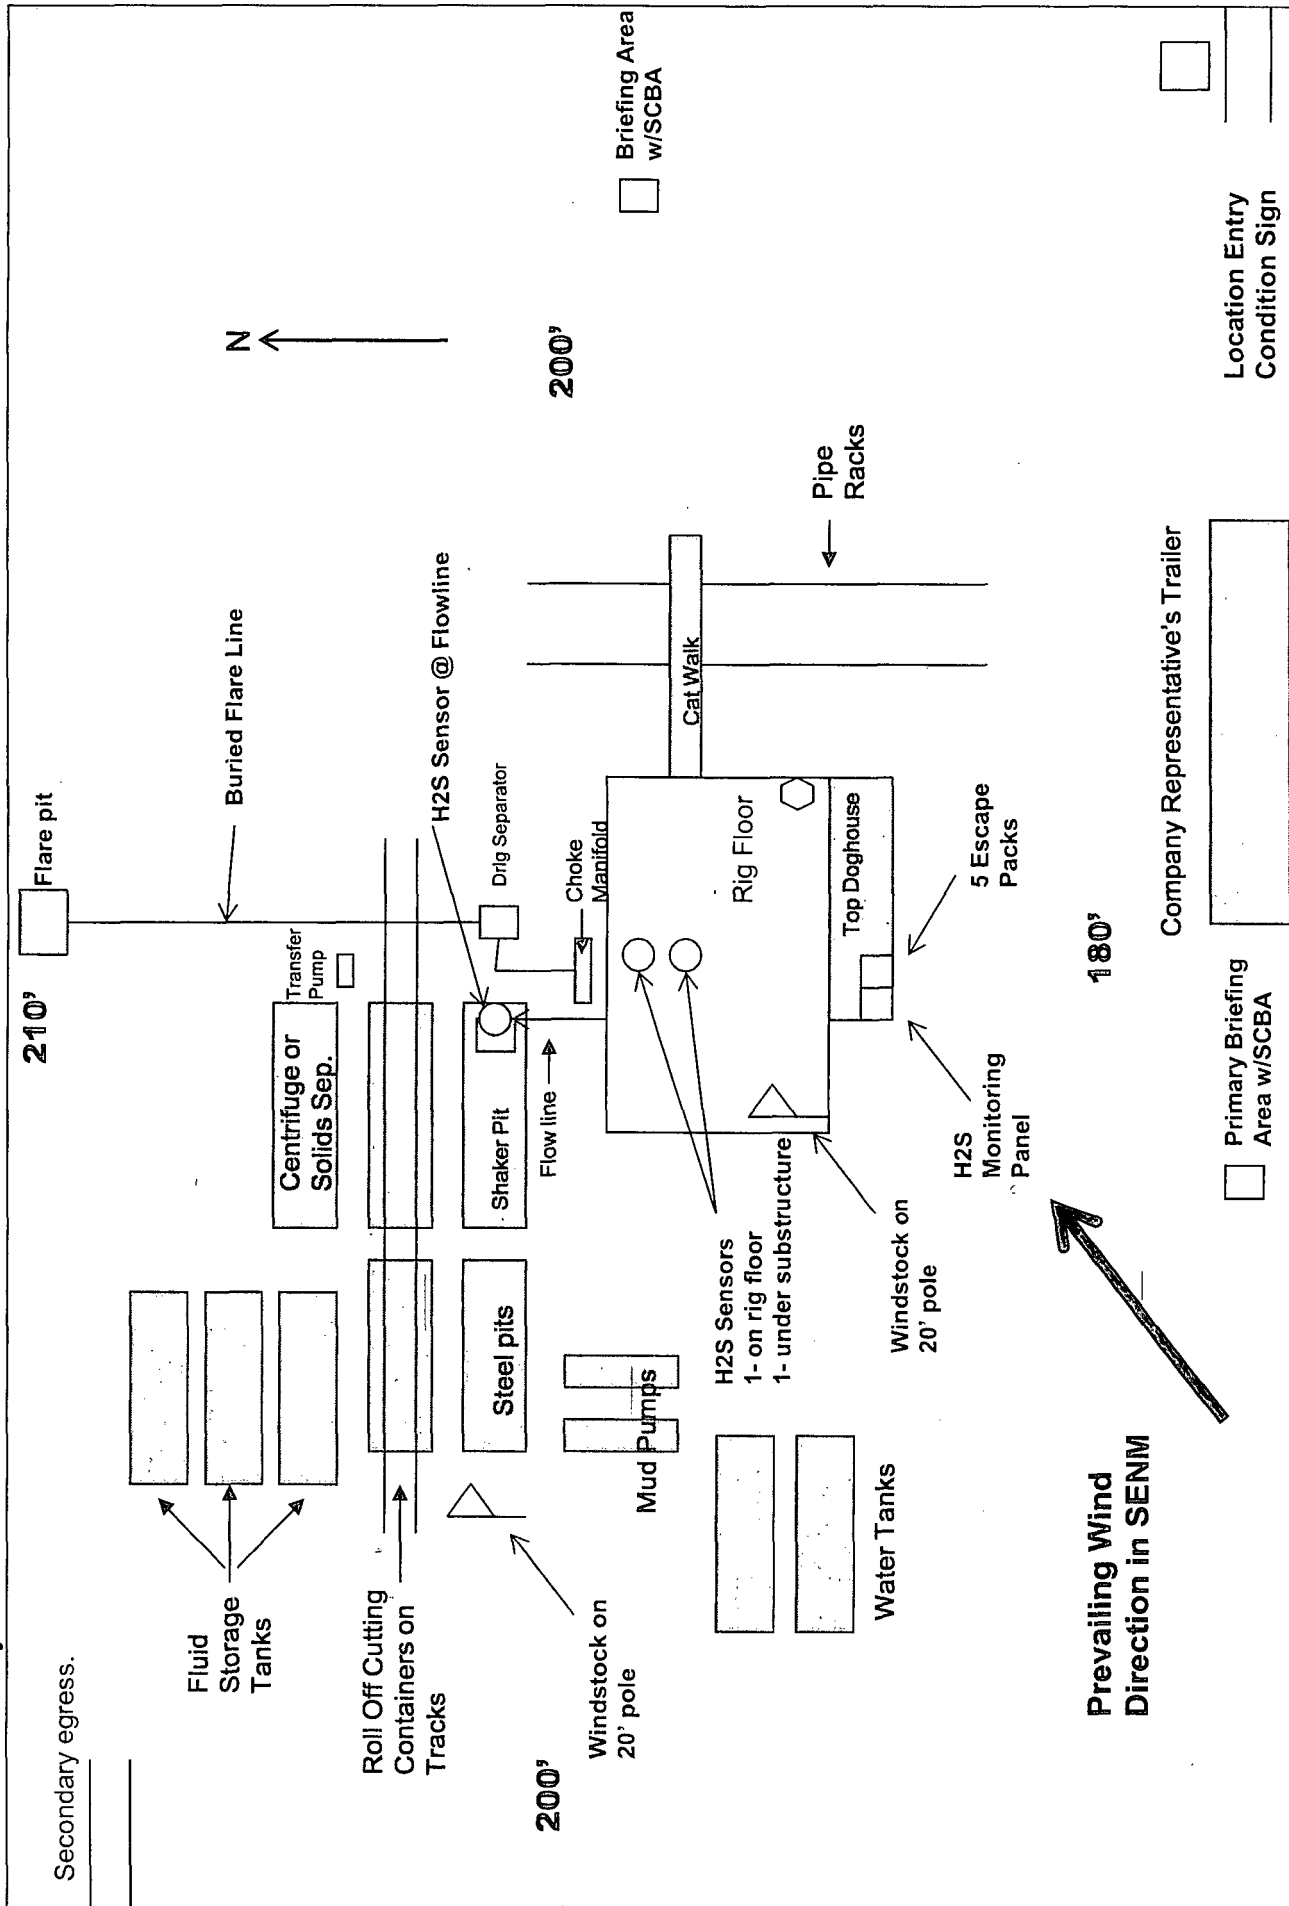 Secondary egress.
Fluid
Storage
Tanks
210'
Flare pit
Buried Flare Line
N
Transfer
Pump
Centrifuge or
Solids Sep.
Roll Off Cutting
Containers on
Tracks
H2S Sensor @ Flowline
Drlg Separator
Steel pits
Shaker Pit
Flow line
Choke
Manifold
200'
200'
Briefing Area
w/SCBA
Windstock on
20' pole
Mud Pumps
Cat Walk
Rig Floor
H2S Sensors
1- on rig floor
1- under substructure
Pipe
Racks
Top Doghouse
Water Tanks
Windstock on
20' pole
H2S
Monitoring
Panel
5 Escape
Packs
180'
Prevailing Wind
Direction in SENM
Company Representative's Trailer
Primary Briefing
Area w/SCBA
Location Entry
Condition Sign